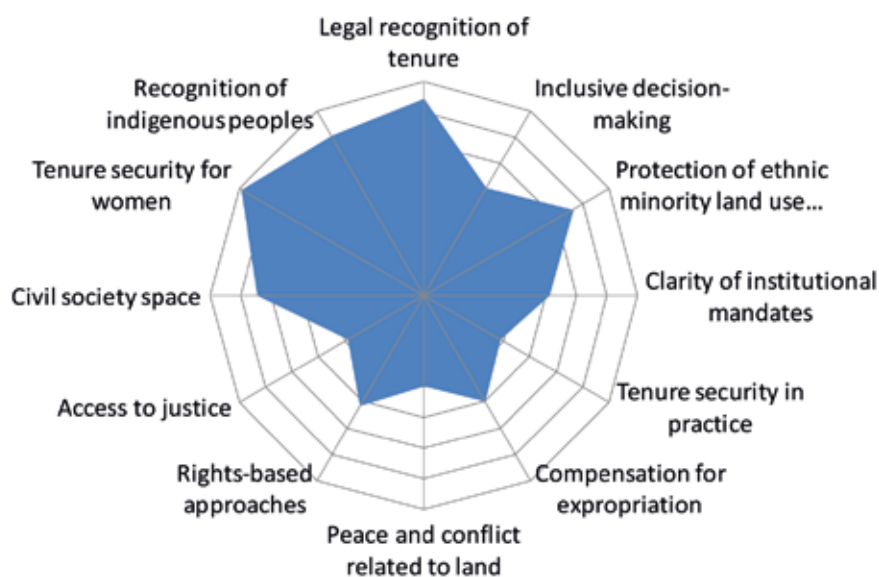 Legal recognition of
tenure
Inclusive decision-
making
Protection of ethnic
minority land use...
Clarity of institutional
mandates
Tenure security in
practice
Compensation for
expropriation
Peace and conflict
related to land
Rights-based
approaches
Access to justice
Civil society space
Tenure security for
women
Recognition of
indigenous peoples